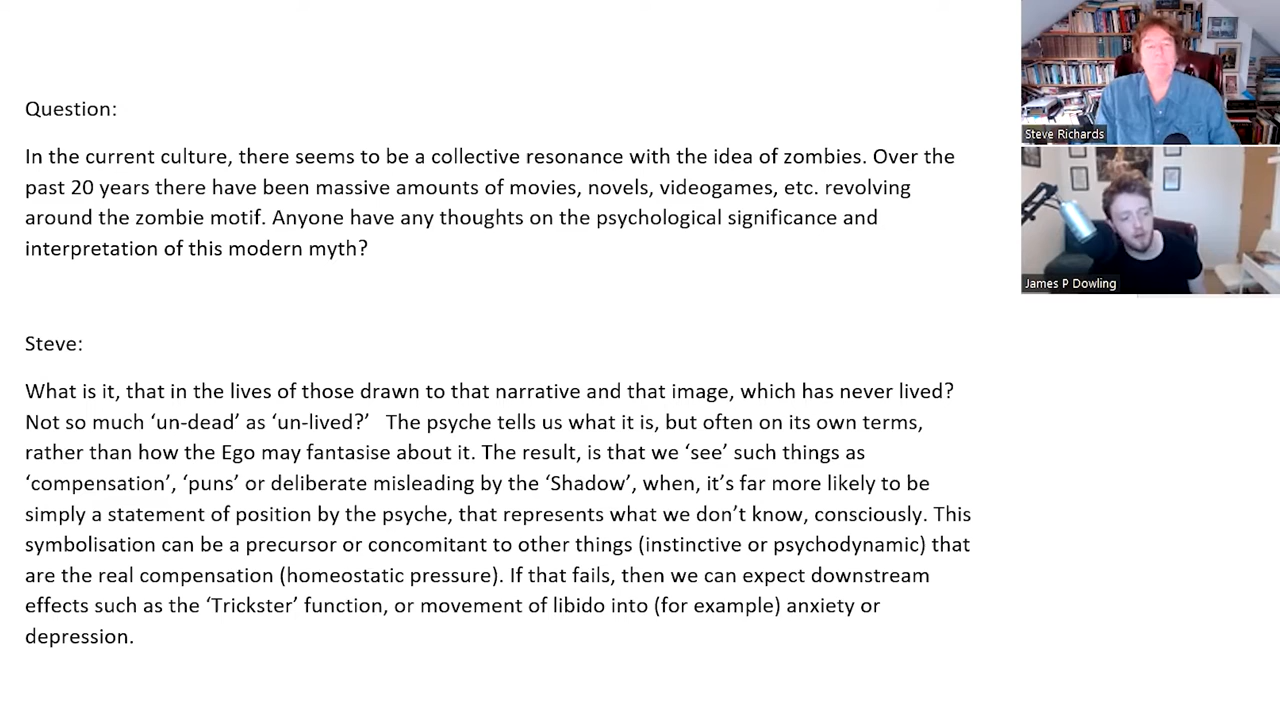 Question:
In the current culture, there seems to be a collective resonance with the idea of zombies. Over the
past 20 years there have been massive amounts of movies, novels, videogames, etc. revolving
around the zombie motif. Anyone have any thoughts on the psychological significance and
interpretation of this modern myth?
Steve:
What is it, that in the lives of those drawn to that narrative and that image, which has never lived?
Not so much ‘un-dead’ as ‘un-lived?’   The psyche tells us what it is, but often on its own terms,
rather than how the Ego may fantasise about it. The result, is that we ‘see’ such things as
‘compensation’, ‘puns’ or deliberate misleading by the ‘Shadow’, when, it’s far more likely to be
simply a statement of position by the psyche, that represents what we don’t know, consciously. This
symbolisation can be a precursor or concomitant to other things (instinctive or psychodynamic) that
are the real compensation (homeostatic pressure). If that fails, then we can expect downstream
effects such as the ‘Trickster’ function, or movement of libido into (for example) anxiety or
depression.
Steve Richards
James P Dowling